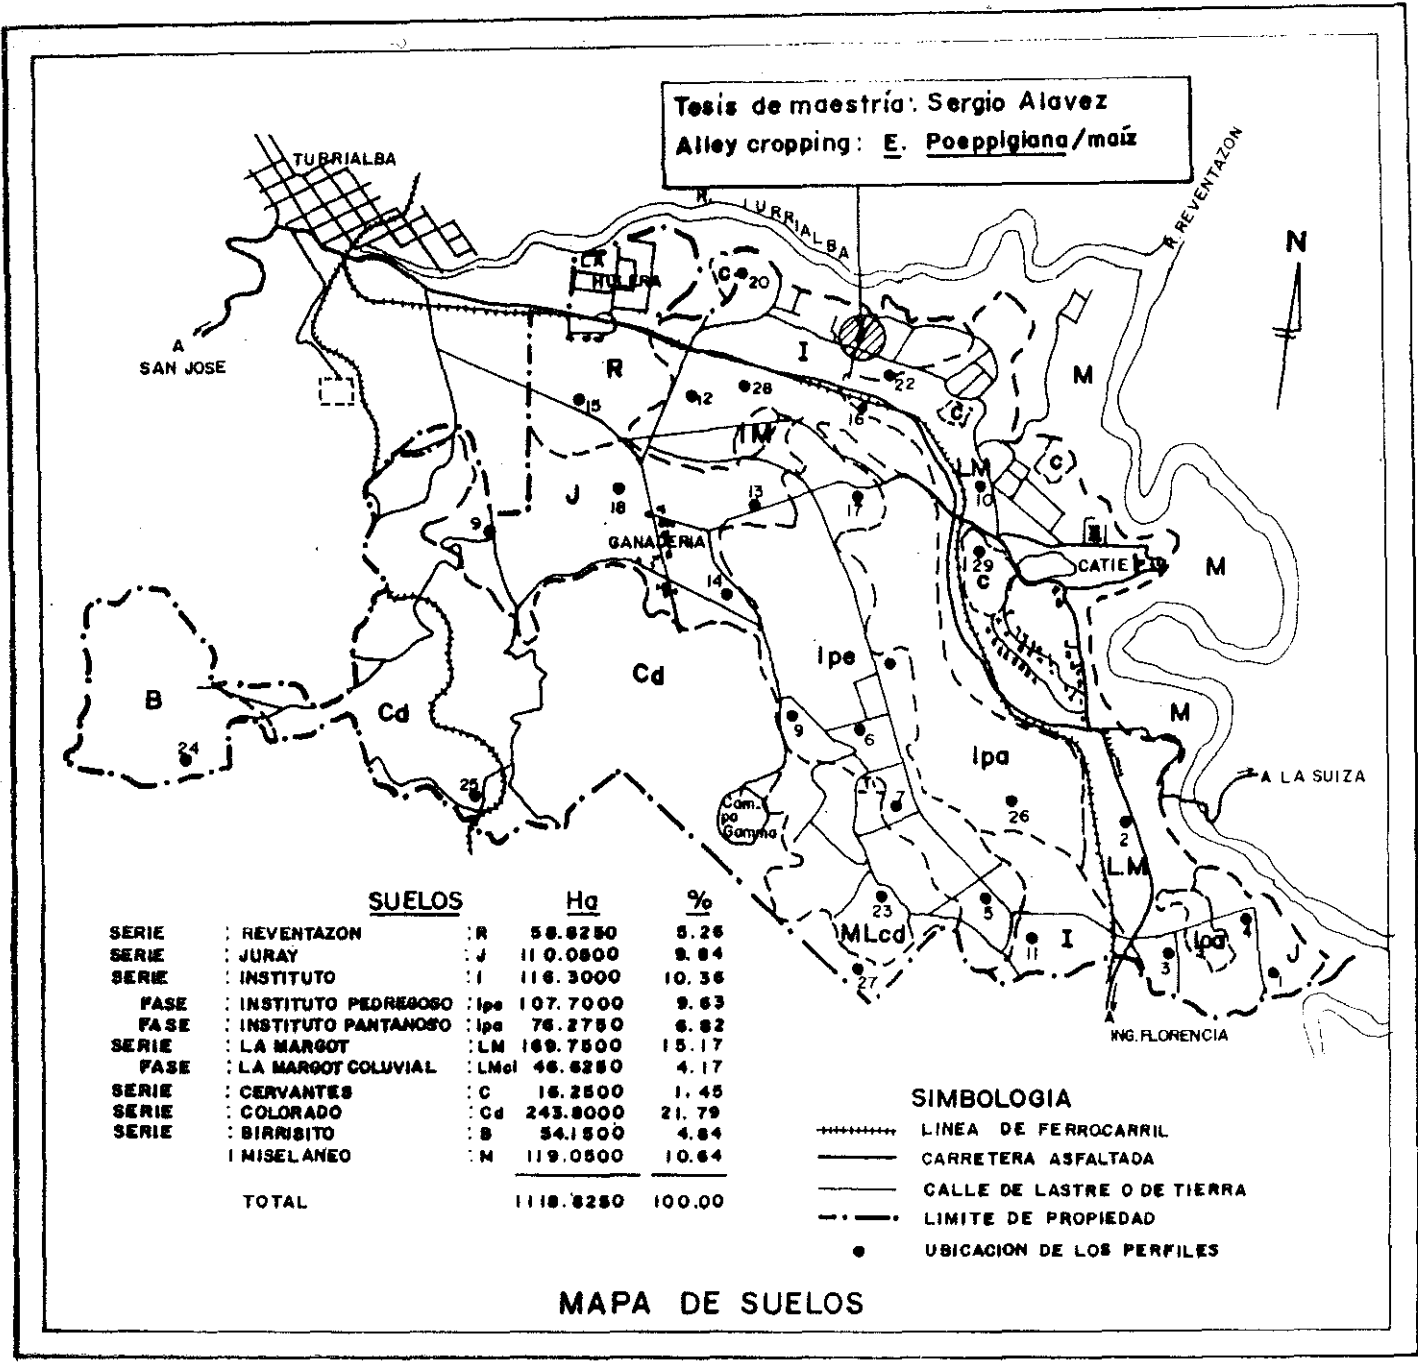 Tesis de maestría: Sergio Alavez
Alley cropping: E. Poeppigiana/maíz
TURRIALBA
R. TURRIALBA
R. REVENTAZON
N
A
SAN JOSE
LA
HULERA
C
20
I
I
22
M
R
15
12
28
16
C
LM
LM
10
C
J
18
13
17
9
GANADERIA
14
29
C
CATIE
M
B
24
Cd
Cd
25
Ipe
9
6
7
Ipa
26
M
A LA SUIZA
2
LM
Cam-
po
Gamma
23
MLcd
27
5
11
I
3
Ipa
4
J
1
A
ING. FLORENCIA
SUELOS Ha %
SERIE : REVENTAZON : R 5.26
SERIE : JURAY : J 110.0500 9.84
SERIE : INSTITUTO : I 116.3000 10.36
FASE : INSTITUTO PEDREGOSO : Ipe 107.7000 9.63
FASE : INSTITUTO PANTANOSO : Ipa 76.2750 6.82
SERIE : LA MARGOT : LM 169.7500 15.17
FASE : LA MARGOT COLUVIAL : LMcl 46.6250 4.17
SERIE : CERVANTES : C 16.2500 1.45
SERIE : COLORADO : Cd 243.8000 21.79
SERIE : BIRRISITO : B 54.1500 4.84
MISELANEO : M 119.0500 10.64
TOTAL 1118.8250 100.00
SIMBOLOGIA
LINEA DE FERROCARRIL
CARRETERA ASFALTADA
CALLE DE LASTRE O DE TIERRA
LIMITE DE PROPIEDAD
UBICACION DE LOS PERFILES
MAPA DE SUELOS